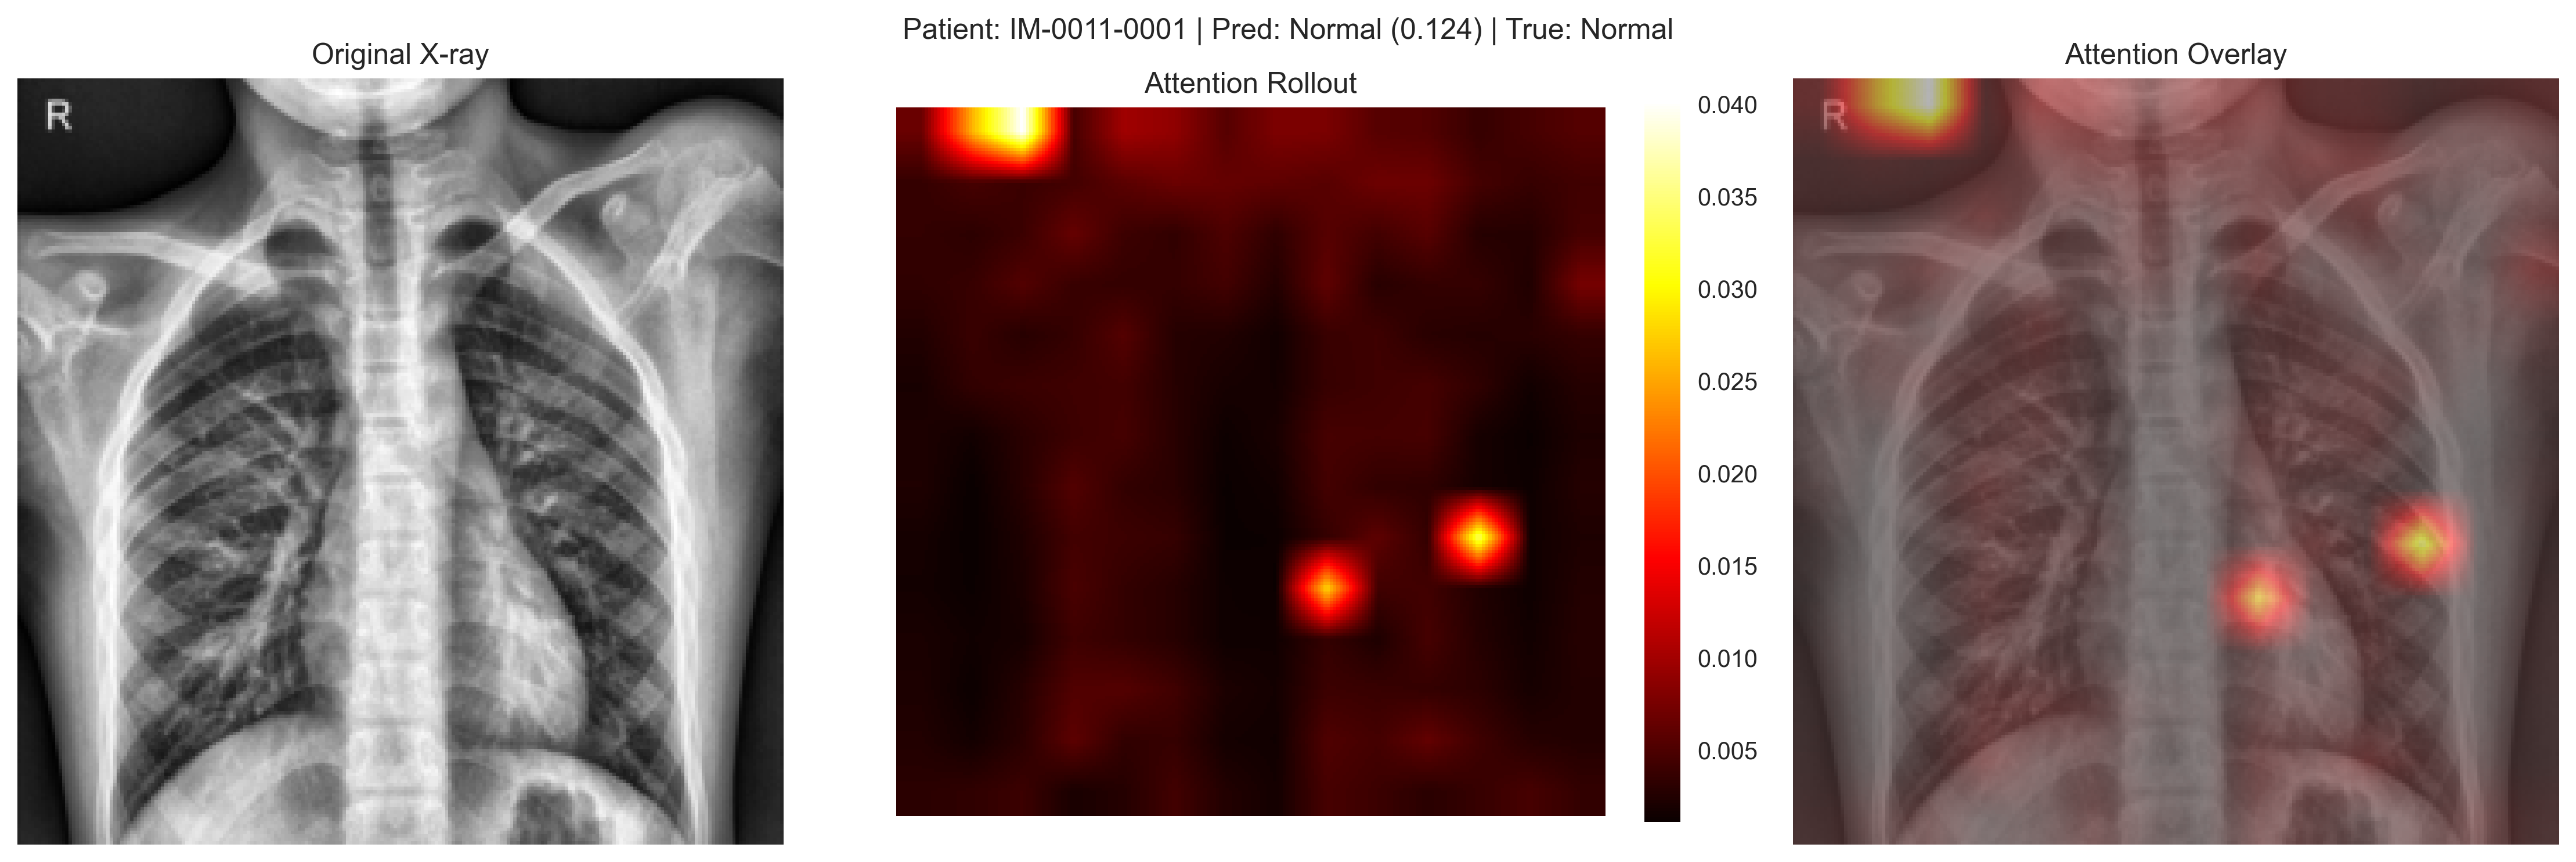 Patient: IM-0011-0001 | Pred: Normal (0.124) | True: Normal
Original X-ray
Attention Rollout
Attention Overlay
R
0.040
0.035
0.030
0.025
0.020
0.015
0.010
0.005
R